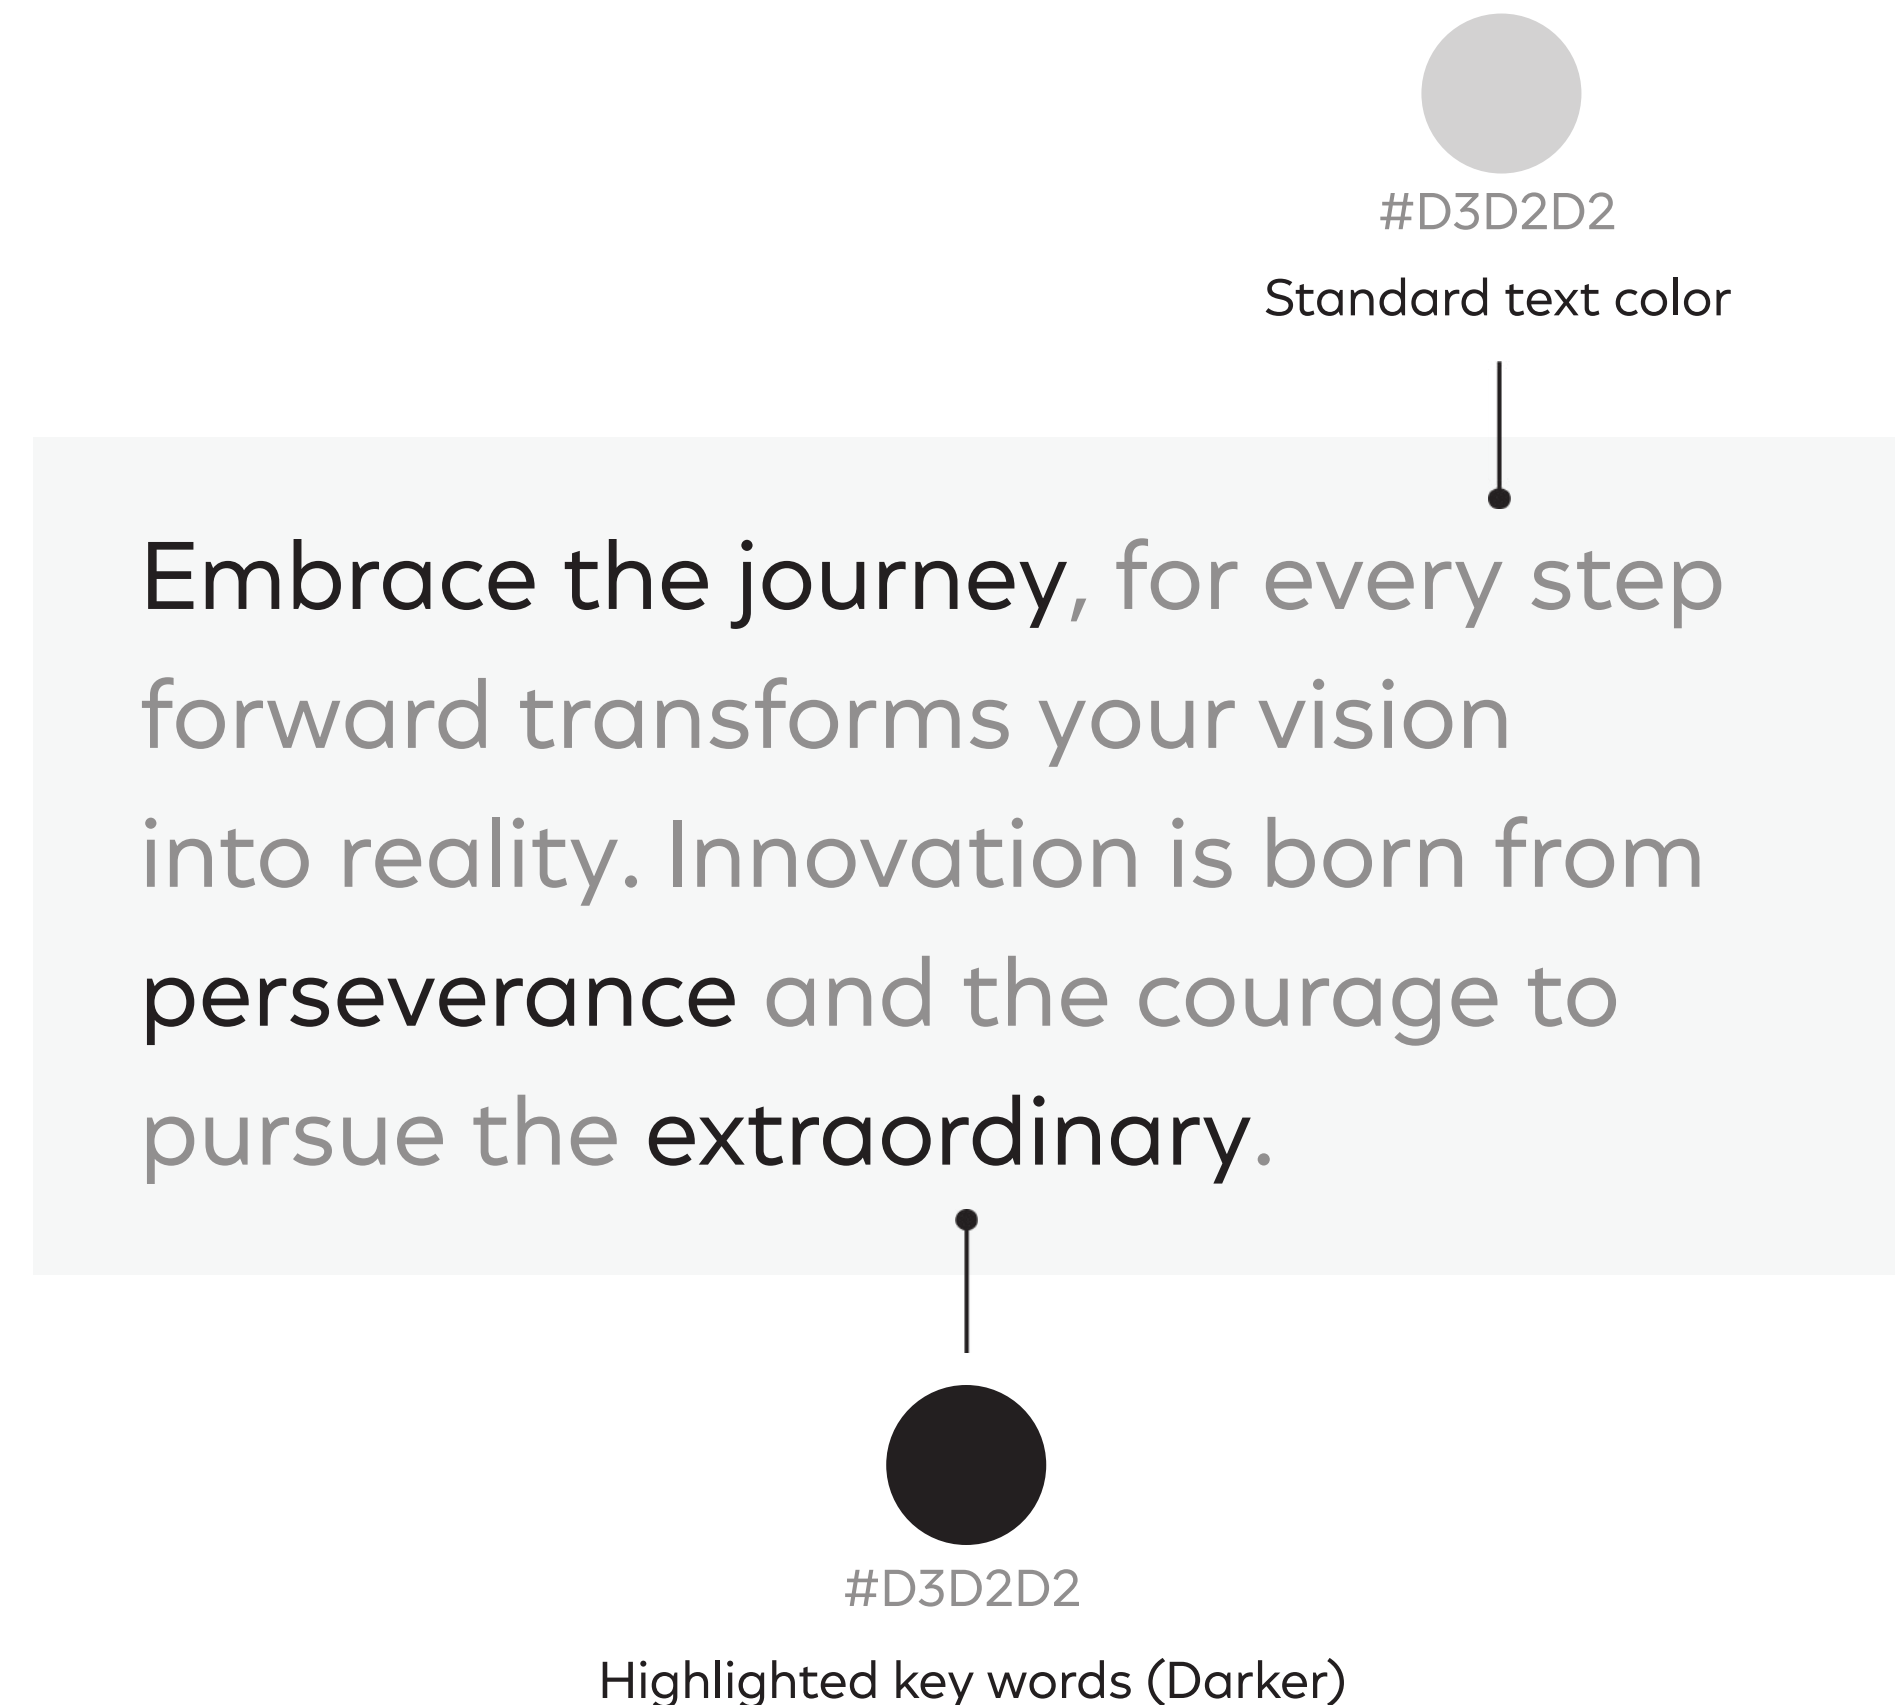 #D3D2D2
Standard text color
Embrace the journey, for every step
forward transforms your vision
into reality. Innovation is born from
perseverance and the courage to
pursue the extraordinary.
#D3D2D2
Highlighted key words (Darker)